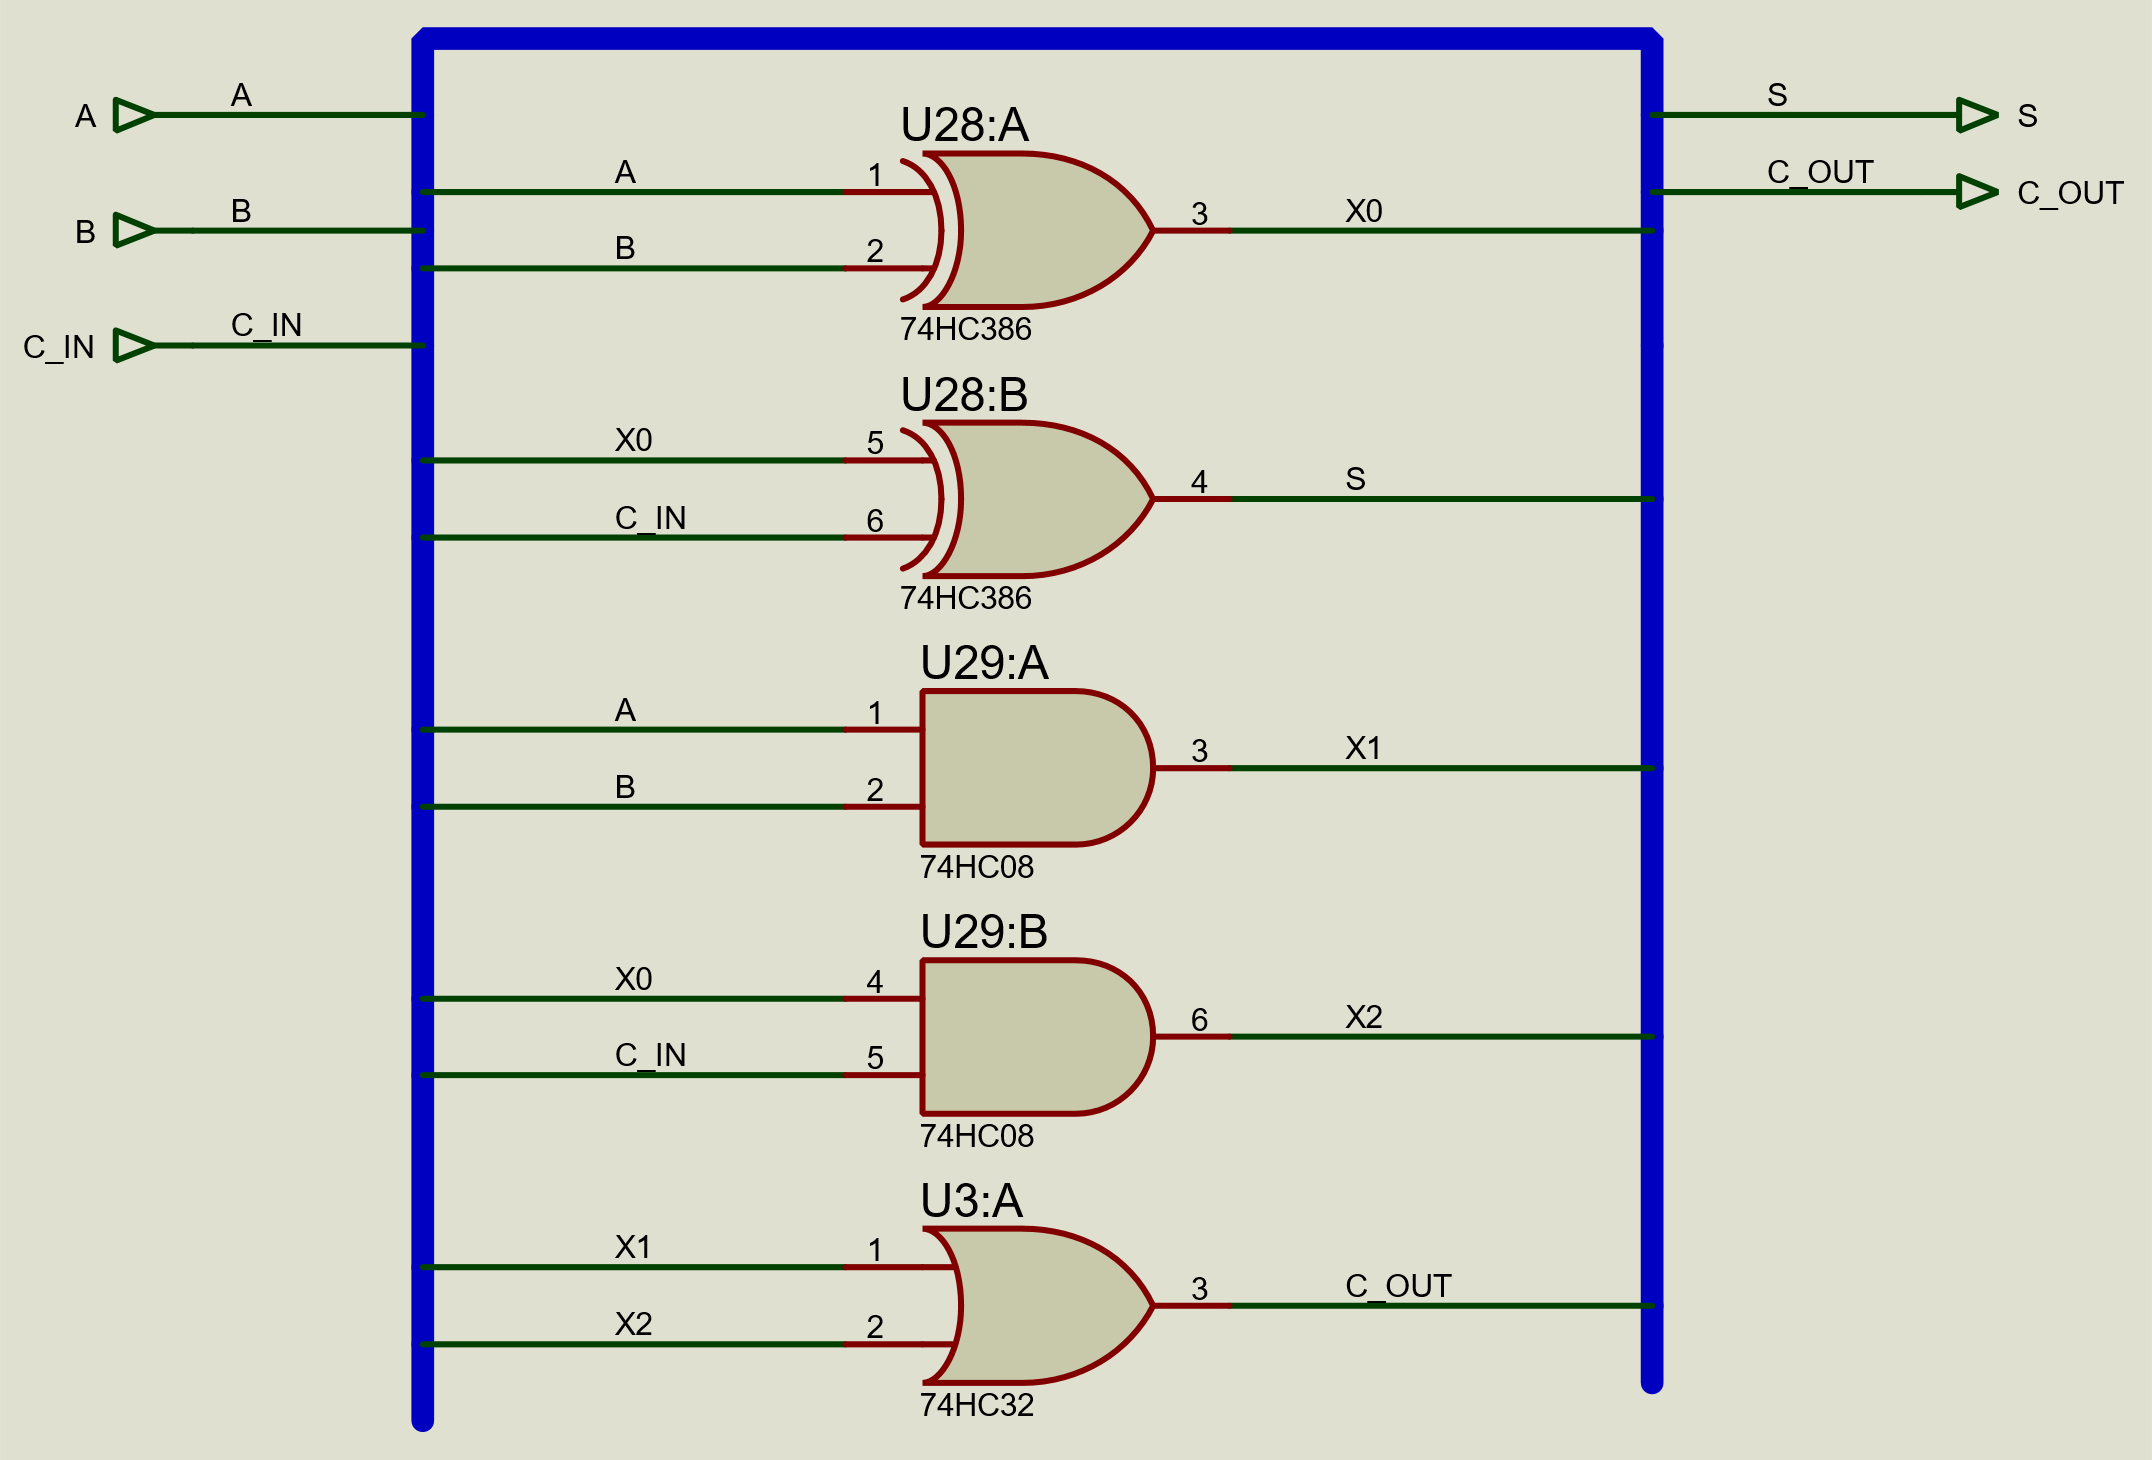 A
A
B
B
C_IN
C_IN
U28:A
A
1
B
2
3
X0
74HC386
U28:B
X0
5
C_IN
6
4
S
74HC386
U29:A
A
1
B
2
3
X1
74HC08
U29:B
X0
4
C_IN
5
6
X2
74HC08
U3:A
X1
1
X2
2
3
C_OUT
74HC32
S
S
C_OUT
C_OUT